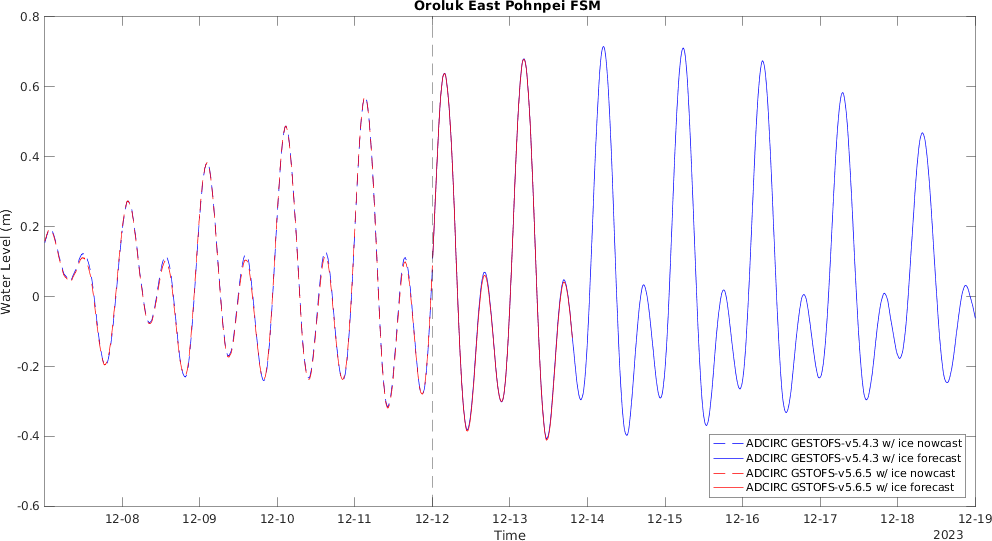 Oroluk East Pohnpei FSM
0.8
0.6
0.4
0.2
0
-0.2
-0.4
-0.6
Water Level (m)
ADCIRC GESTOFS-v5.4.3 w/ ice nowcast
ADCIRC GESTOFS-v5.4.3 w/ ice forecast
ADCIRC GSTOFS-v5.6.5 w/ ice nowcast
ADCIRC GSTOFS-v5.6.5 w/ ice forecast
12-08 12-09 12-10 12-11 12-12 12-13 12-14 12-15 12-16 12-17 12-18 12-19
Time
2023